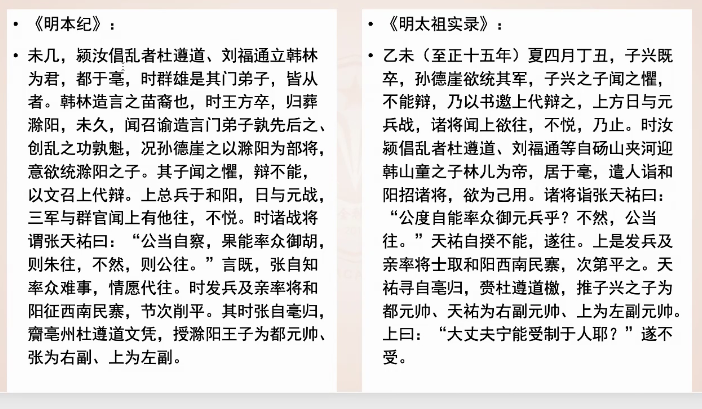 • 《明本纪》：
• 未几，颍汝倡乱者杜遵道、刘福通立韩林
为君，都于亳，时群雄是其门弟子，皆从
者。韩林造言之苗裔也，时王方卒，归葬
滁阳，未久，闻召谕造言门弟子孰先后之、
创乱之功孰魁，况孙德崖之以滁阳为部将，
意欲统滁阳之子。其子闻之惧，辩不能，
以文召上代辩。上总兵于和阳，日与元战，
三军与群官闻上有他往，不悦。时诸战将
谓张天祐曰：“公当自察，果能率众御胡，
则朱往，不然，则公往。”言既，张自知
率众难事，情愿代往。时发兵及亲率将和
阳征西南民寨，节次削平。其时张自亳归，
齎亳州杜遵道文凭，授滁阳王子为都元帅、
张为右副、上为左副。
• 《明太祖实录》：
• 乙未（至正十五年）夏四月丁丑，子兴既
卒，孙德崖欲统其军，子兴之子闻之懼，
不能辩，乃以书邀上代辩之，上方日与元
兵战，诸将闻上欲往，不悦，乃止。时汝
颍倡乱者杜遵道、刘福通等自砀山夹河迎
韩山童之子林儿为帝，居于亳，遣人诣和
阳招诸将，欲为己用。诸将诣张天祐曰：
“公度自能率众御元兵乎？不然，公当
往。”天祐自揆不能，遂往。上是发兵及
亲率将士取和阳西南民寨，次第平之。天
祐寻自亳归，赍杜遵道檄，推子兴之子为
都元帅、天祐为右副元帅、上为左副元帅。
上曰：“大丈夫宁能受制于人耶？”遂不
受。